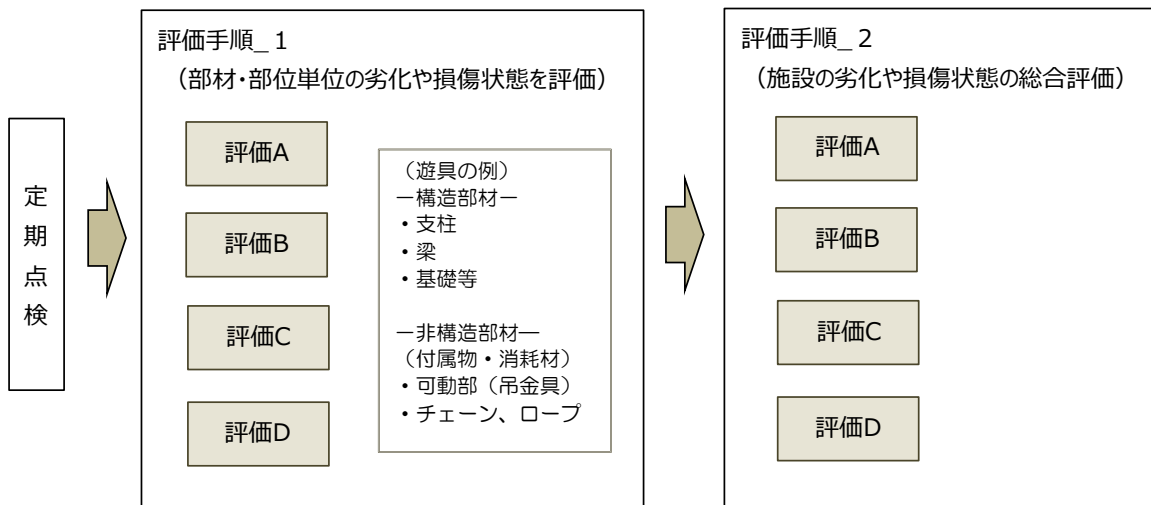 定期点検
評価手順_１
（部材・部位単位の劣化や損傷状態を評価）
評価A
評価B
評価C
評価D
（遊具の例）
―構造部材―
・支柱
・梁
・基礎等
―非構造部材―
（付属物・消耗材）
・可動部（吊金具）
・チェーン、ロープ
評価手順_２
（施設の劣化や損傷状態の総合評価）
評価A
評価B
評価C
評価D